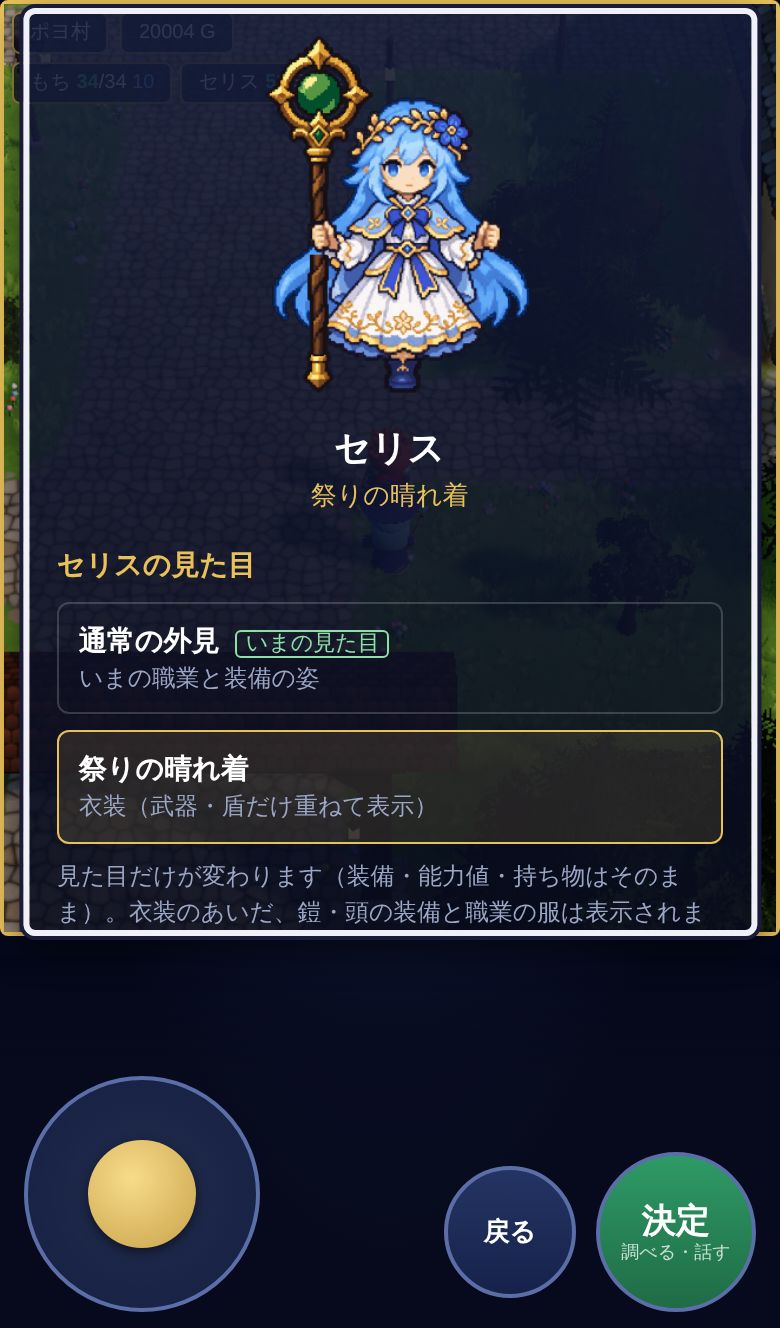 ポヨ村 20004 G
もち 34/34 10 セリス 5
セリス
祭りの晴れ着
セリスの見た目
通常の外見 いまの見た目
いまの職業と装備の姿
祭りの晴れ着
衣装（武器・盾だけ重ねて表示）
見た目だけが変わります（装備・能力値・持ち物はそのま
ま）。衣装のあいだ、鎧・頭の装備と職業の服は表示されま
戻る
決定
調べる・話す